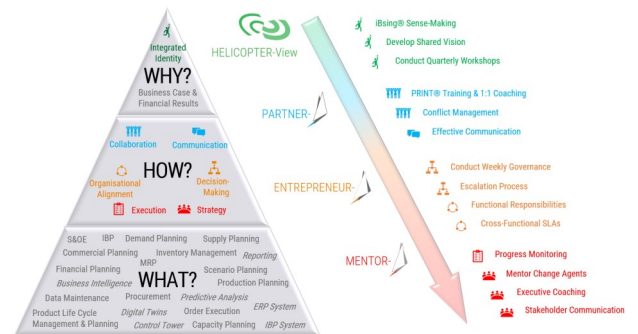 Integrated
Identity
WHY?
Business Case &
Financial Results
Collaboration
Communication
HOW?
Organisational
Alignment
Decision-
Making
Execution
Strategy
S&OE
IBP
Demand Planning
Supply Planning
Commercial Planning
Inventory Management
Reporting
MRP
Financial Planning
Scenario Planning
WHAT?
Business Intelligence
Production Planning
Data Maintenance
Procurement
Predictive Analysis
ERP System
Product Life Cycle
Management & Planning
Digital Twins
Order Execution
Control Tower
Capacity Planning
IBP System
HELICOPTER-View
PARTNER-
ENTREPRENEUR-
MENTOR-
iBsing® Sense-Making
Develop Shared Vision
Conduct Quarterly Workshops
PRINT® Training & 1:1 Coaching
Conflict Management
Effective Communication
Conduct Weekly Governance
Escalation Process
Functional Responsibilities
Cross-Functional SLAs
Progress Monitoring
Mentor Change Agents
Executive Coaching
Stakeholder Communication